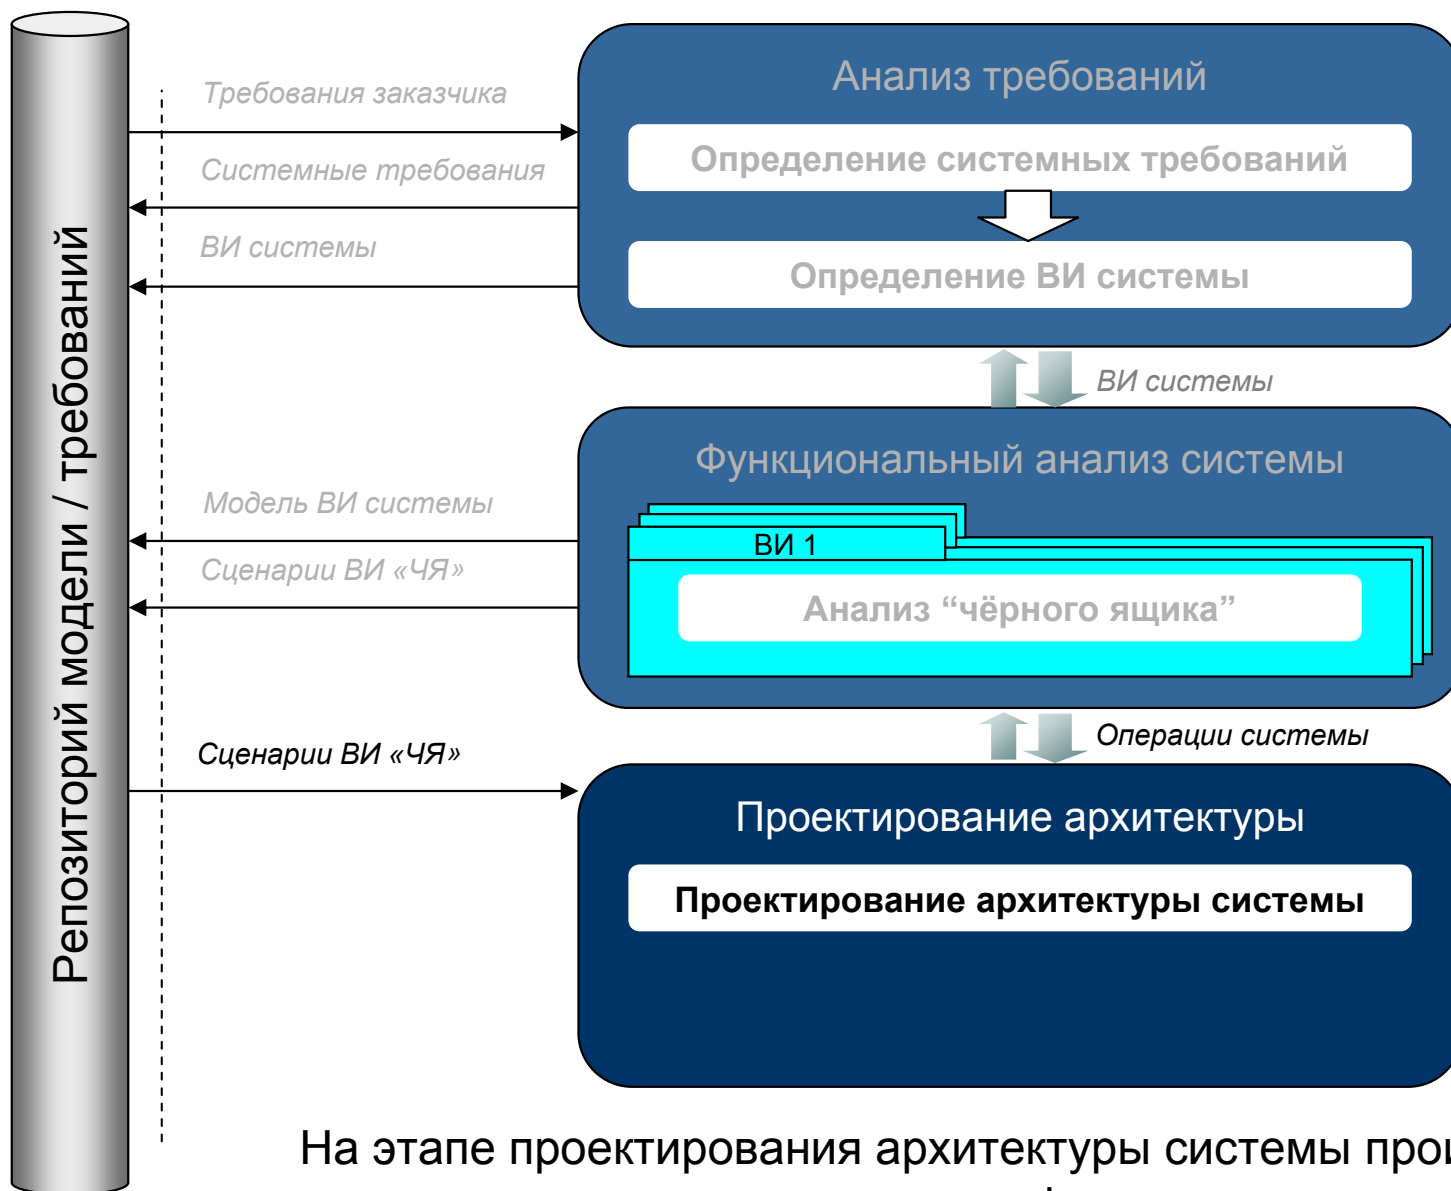 Репозиторий модели / требований
Требования заказчика
Системные требования
ВИ системы
Анализ требований
Определение системных требований
Определение ВИ системы
ВИ системы
Функциональный анализ системы
Модель ВИ системы
Сценарии ВИ «ЧЯ»
ВИ 1
Анализ “чёрного ящика”
Операции системы
Сценарии ВИ «ЧЯ»
Проектирование архитектуры
Проектирование архитектуры системы
На этапе проектирования архитектуры системы